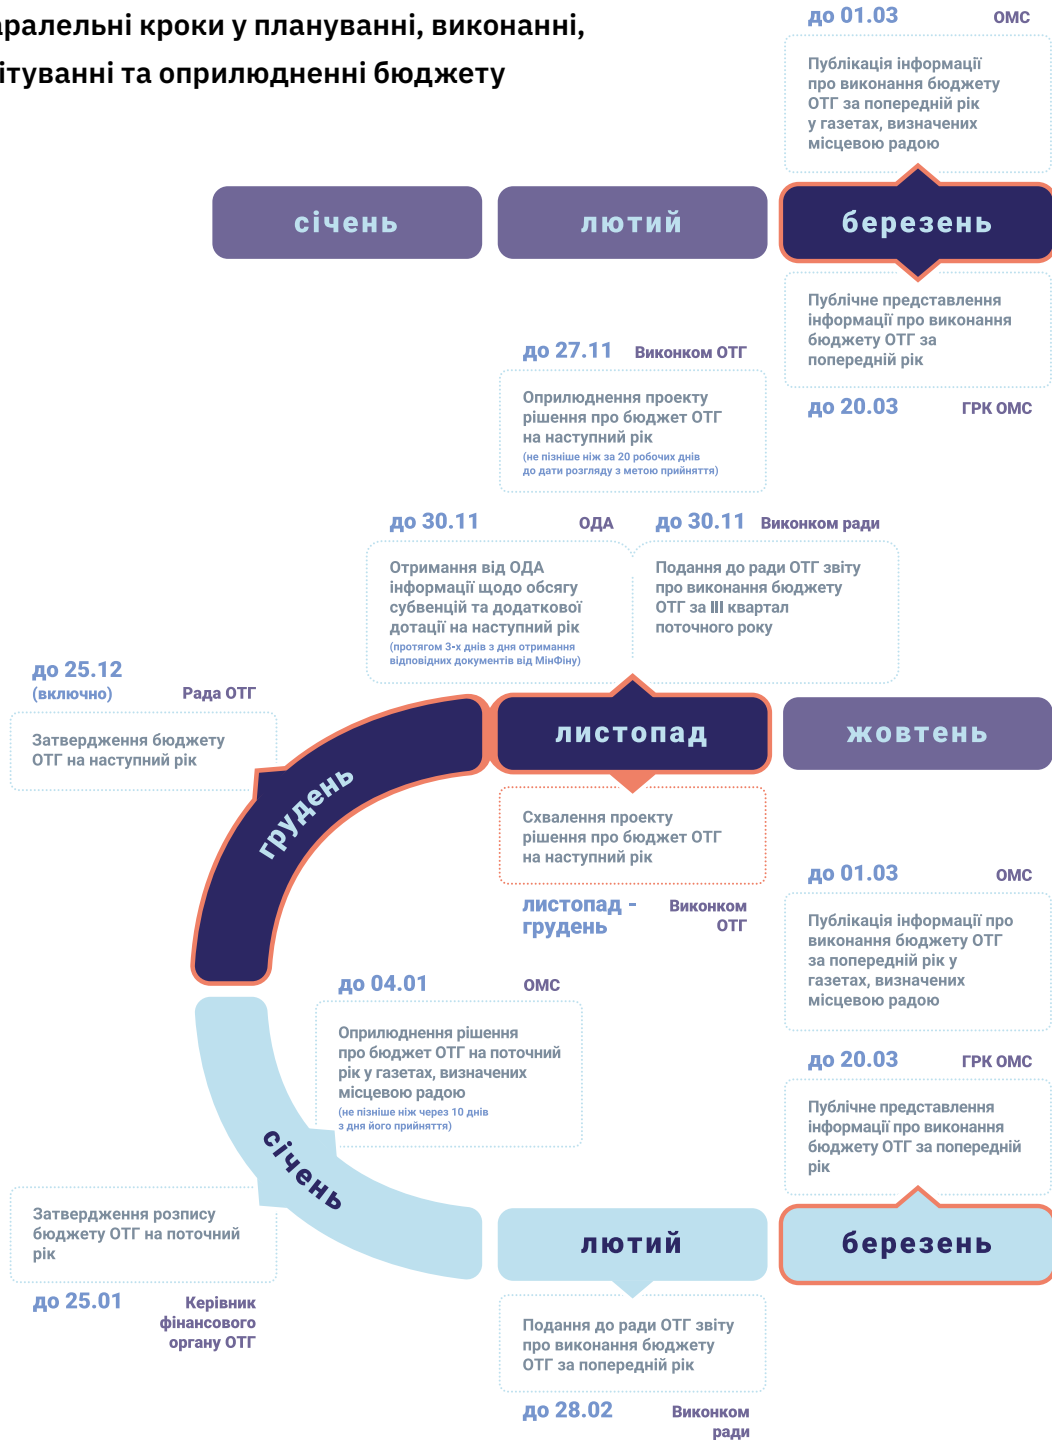 аралельні кроки у плануванні, виконанні,
ітуванні та оприлюдненні бюджету
до 01.03 ОМС
Публікація інформації
про виконання бюджету
ОТГ за попередній рік
у газетах, визначених
місцевою радою
січень
лютий
березень
Публічне представлення
інформації про виконання
бюджету ОТГ за
попередній рік
до 20.03 ГРК ОМС
до 27.11 Виконком ОТГ
Оприлюднення проекту
рішення про бюджет ОТГ
на наступний рік
(не пізніше ніж за 20 робочих днів
до дати розгляду з метою прийняття)
до 30.11 ОДА
Отримання від ОДА
інформації щодо обсягу
субвенцій та додаткової
дотації на наступний рік
(протягом 3-х днів з дня отримання
відповідних документів від МінФіну)
до 30.11 Виконком ради
Подання до ради ОТГ звіту
про виконання бюджету
ОТГ за III квартал
поточного року
до 25.12
(включно) Рада ОТГ
Затвердження бюджету
ОТГ на наступний рік
грудень
листопад
жовтень
Схвалення проекту
рішення про бюджет ОТГ
на наступний рік
листопад - Виконком
грудень ОТГ
до 01.03 ОМС
Публікація інформації про
виконання бюджету ОТГ
за попередній рік у
газетах, визначених
місцевою радою
до 04.01 ОМС
Оприлюднення рішення
про бюджет ОТГ на поточний
рік у газетах, визначених
місцевою радою
(не пізніше ніж через 10 днів
з дня його прийняття)
до 20.03 ГРК ОМС
Публічне представлення
інформації про виконання
бюджету ОТГ за попередній
рік
січень
Затвердження розпису
бюджету ОТГ на поточний
рік
до 25.01 Керівник
фінансового
органу ОТГ
лютий
березень
Подання до ради ОТГ звіту
про виконання бюджету
ОТГ за попередній рік
до 28.02 Виконком
ради